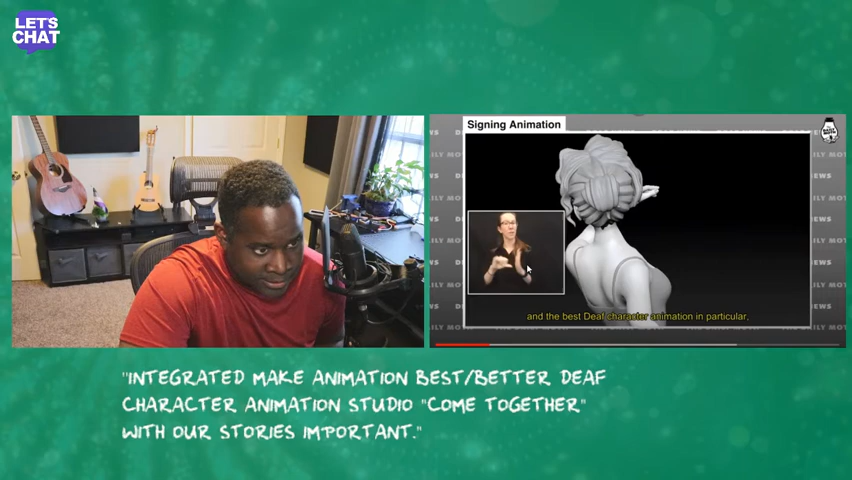 LETS
CHAT
Signing Animation
and the best Deaf character animation in particular,
"INTEGRATED MAKE ANIMATION BEST/BETTER DEAF
CHARACTER ANIMATION STUDIO "COME TOGETHER"
WITH OUR STORIES IMPORTANT."